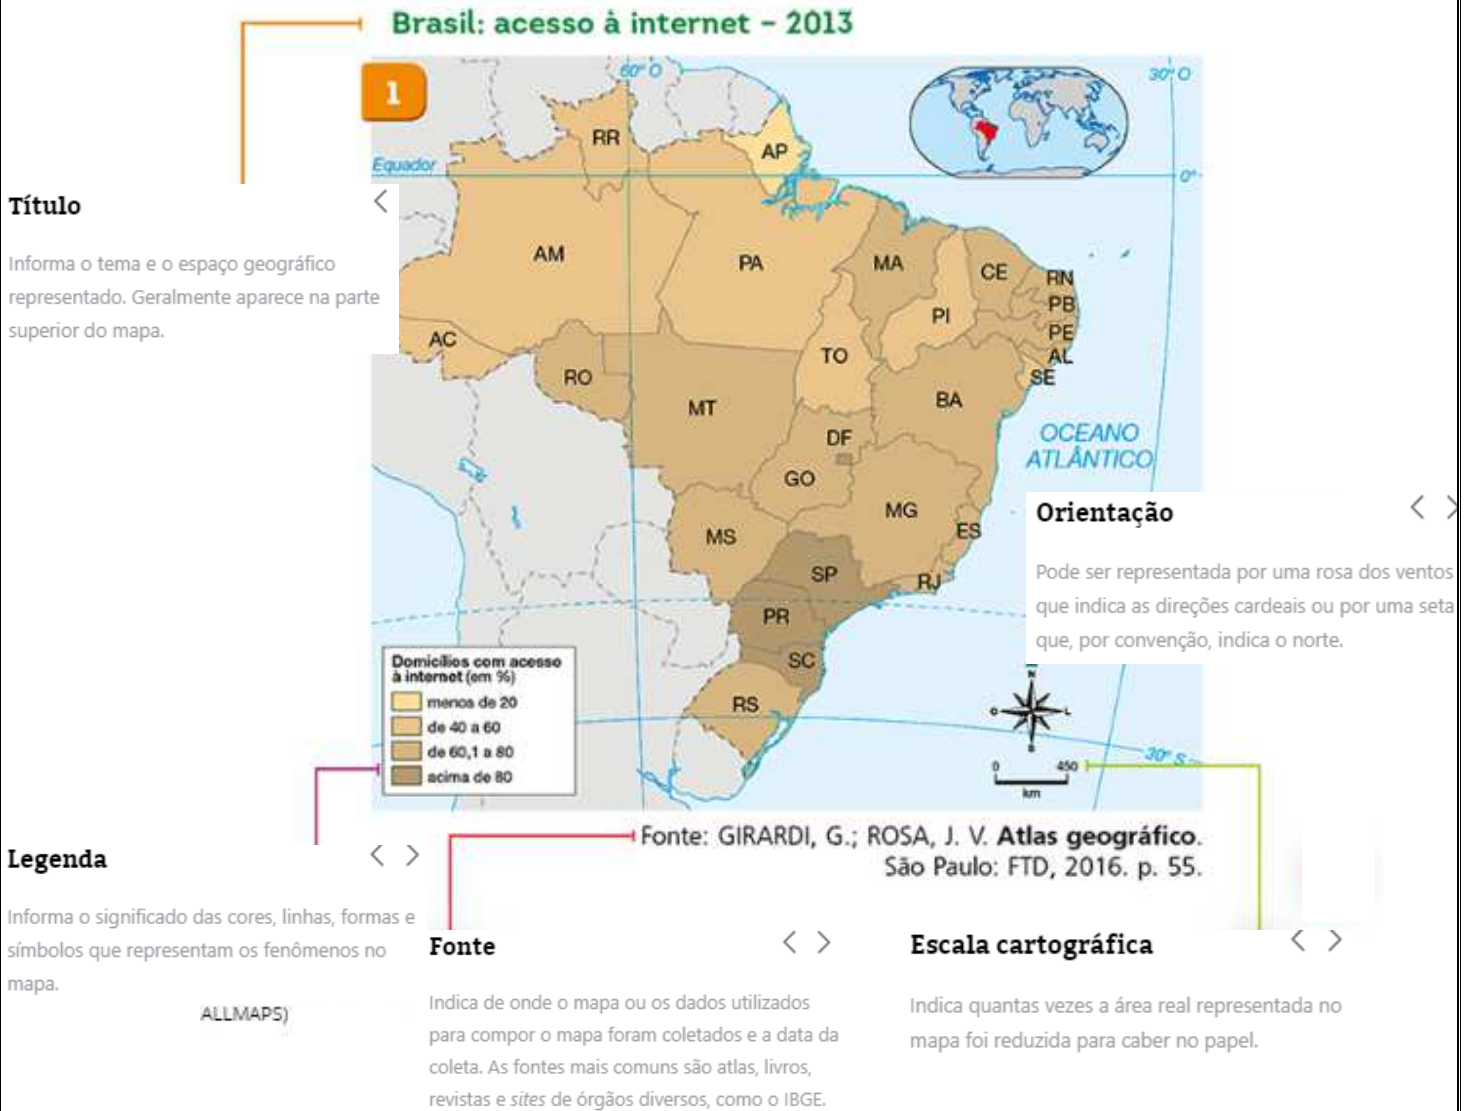 Brasil: acesso à internet – 2013
1
60° O
30° O
Equador
0°
RR
AP
AM
PA
MA
CE
RN
PB
PE
AL
SE
PI
AC
TO
RO
MT
BA
DF
GO
MG
ES
MS
SP
RJ
PR
SC
RS
OCEANO
ATLÂNTICO
Título
Informa o tema e o espaço geográfico
representado. Geralmente aparece na parte
superior do mapa.
Orientação
Pode ser representada por uma rosa dos ventos
que indica as direções cardeais ou por uma seta
que, por convenção, indica o norte.
Domicílios com acesso
à internet (em %)
menos de 20
de 40 a 60
de 60,1 a 80
acima de 80
N
O
L
S
30° S
0 450
km
Fonte: GIRARDI, G.; ROSA, J. V. Atlas geográfico.
São Paulo: FTD, 2016. p. 55.
Legenda
Informa o significado das cores, linhas, formas e
símbolos que representam os fenômenos no
mapa.
ALLMAPS)
Fonte
Indica de onde o mapa ou os dados utilizados
para compor o mapa foram coletados e a data da
coleta. As fontes mais comuns são atlas, livros,
revistas e sites de órgãos diversos, como o IBGE.
Escala cartográfica
Indica quantas vezes a área real representada no
mapa foi reduzida para caber no papel.